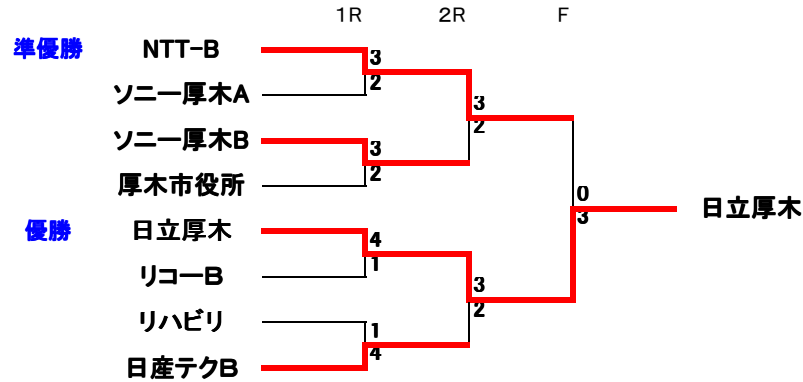 1R 2R F
準優勝 NTT-B
3
2
ソニー厚木A
3
2
ソニー厚木B
3
2
厚木市役所
0
3
日立厚木
優勝 日立厚木
4
1
リコーB
3
2
リハビリ
1
4
日産テクB